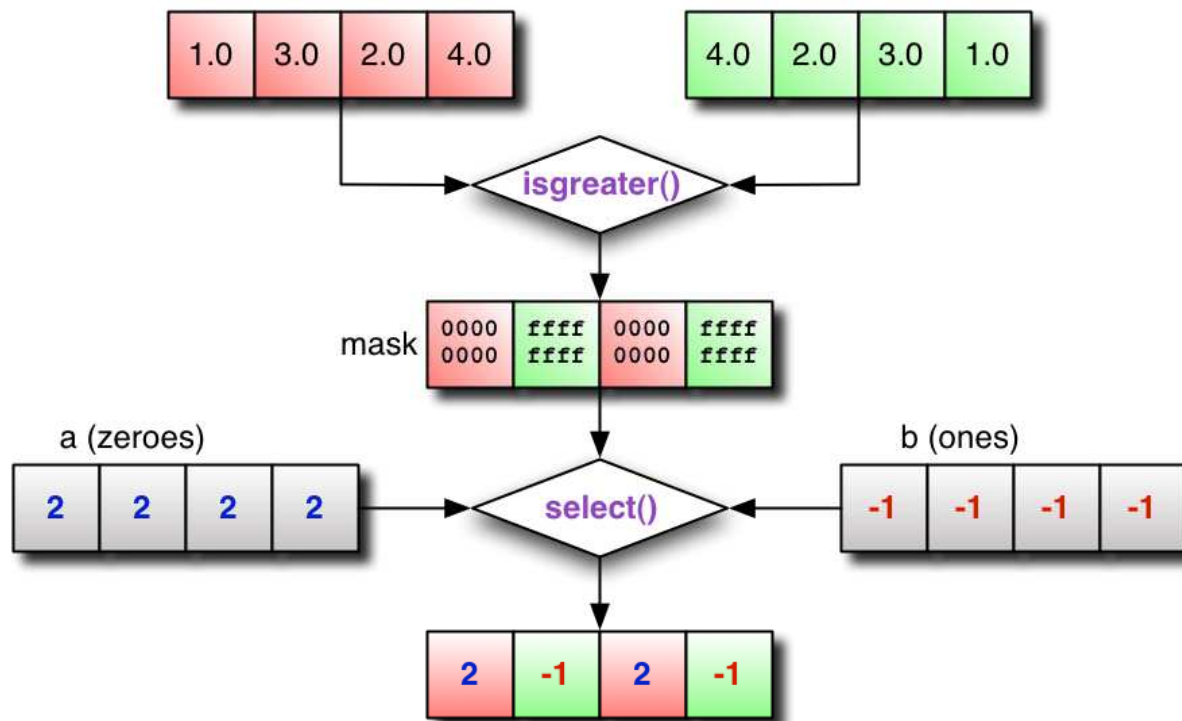 1.0 3.0 2.0 4.0
4.0 2.0 3.0 1.0
isgreater()
mask
0000 ffff 0000 ffff
0000 ffff 0000 ffff
a (zeroes)
b (ones)
2 2 2 2
select()
-1 -1 -1 -1
2 -1 2 -1